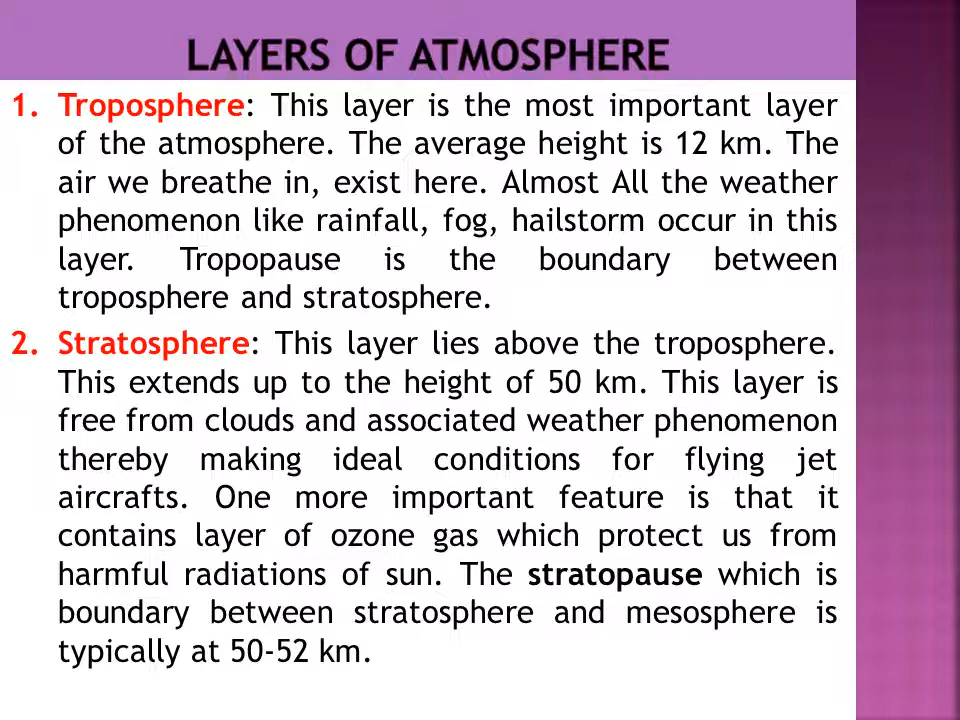 LAYERS OF ATMOSPHERE
1. Troposphere: This layer is the most important layer
of the atmosphere. The average height is 12 km. The
air we breathe in, exist here. Almost All the weather
phenomenon like rainfall, fog, hailstorm occur in this
layer. Tropopause is the boundary between
troposphere and stratosphere.
2. Stratosphere: This layer lies above the troposphere.
This extends up to the height of 50 km. This layer is
free from clouds and associated weather phenomenon
thereby making ideal conditions for flying jet
aircrafts. One more important feature is that it
contains layer of ozone gas which protect us from
harmful radiations of sun. The stratopause which is
boundary between stratosphere and mesosphere is
typically at 50-52 km.